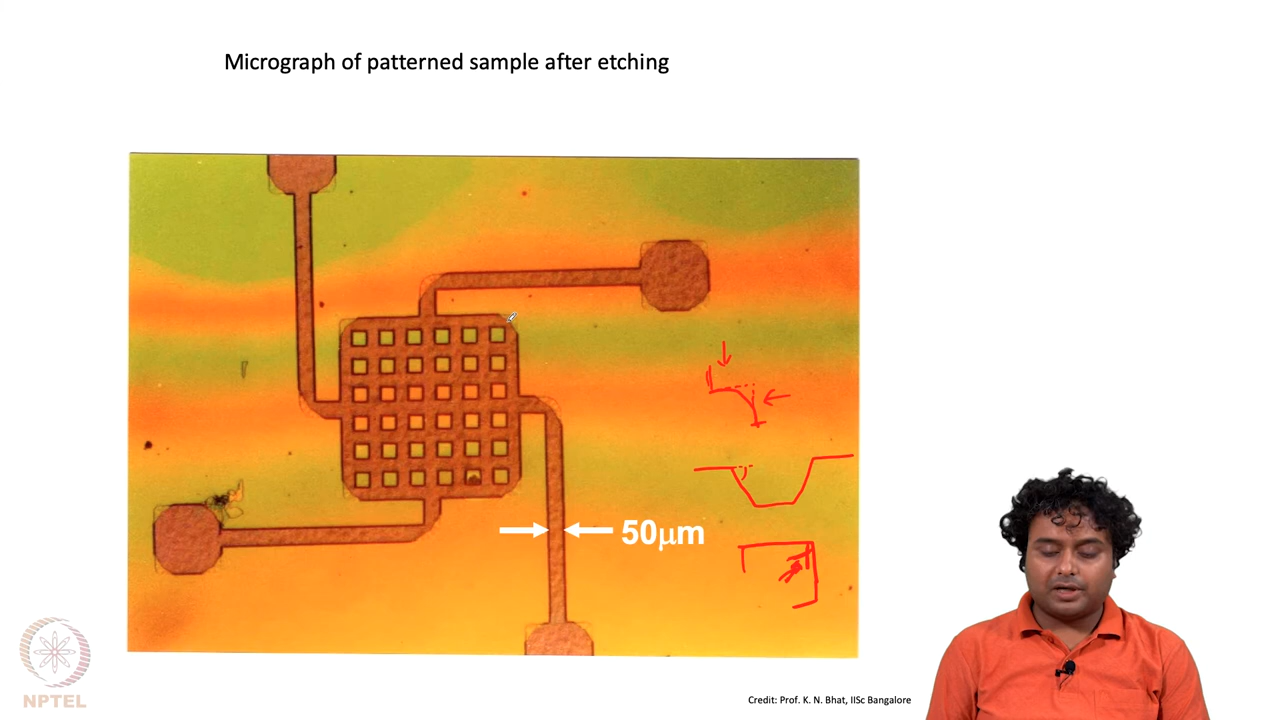 Micrograph of patterned sample after etching
50μm
Credit: Prof. K. N. Bhat, IISc Bangalore
NPTEL